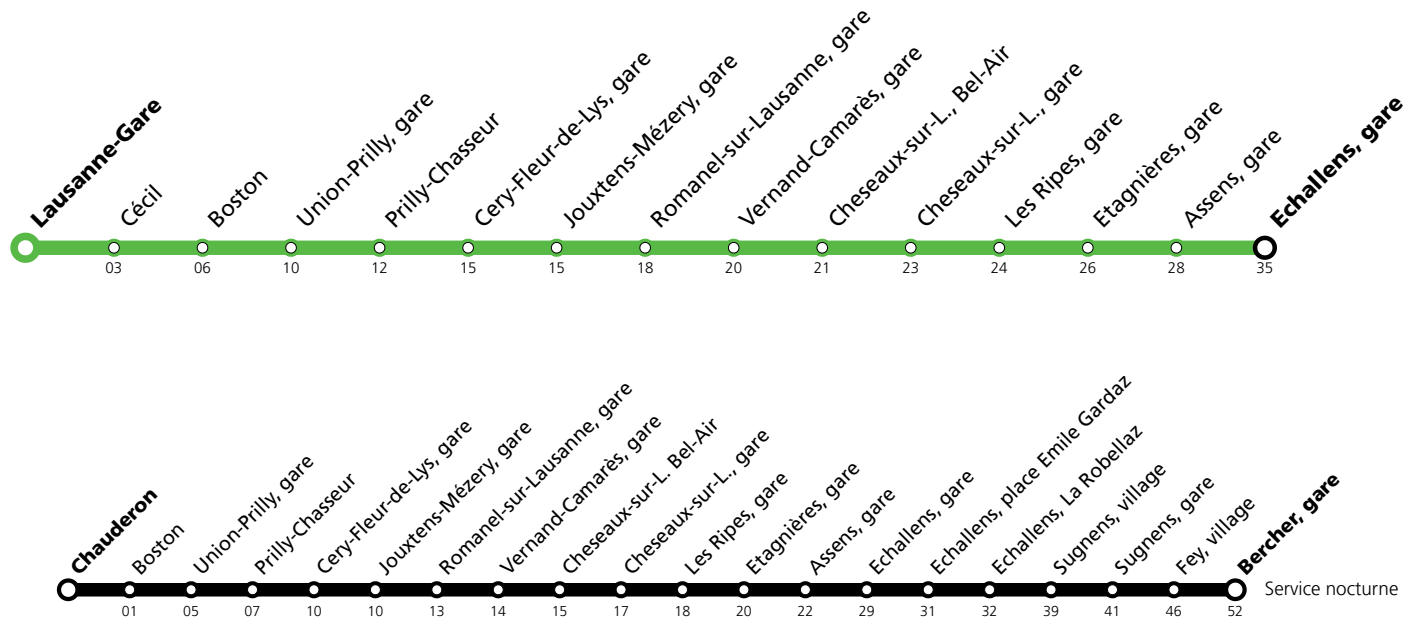 Lausanne-Gare
Cécil
Boston
Union-Prilly, gare
Prilly-Chasseur
Cery-Fleur-de-Lys, gare
Jouxtens-Mézery, gare
Romanel-sur-Lausanne, gare
Vernand-Camarès, gare
Cheseaux-sur-L., Bel-Air
Cheseaux-sur-L., gare
Les Ripes, gare
Etagnières, gare
Assens, gare
Echallens, gare
03 06 10 12 15 15 18 20 21 23 24 26 28 35
Chauderon
Boston
Union-Prilly, gare
Prilly-Chasseur
Cery-Fleur-de-Lys, gare
Jouxtens-Mézery, gare
Romanel-sur-Lausanne, gare
Vernand-Camarès, gare
Cheseaux-sur-L. Bel-Air
Cheseaux-sur-L., gare
Les Ripes, gare
Etagnières, gare
Assens, gare
Echallens, gare
Echallens, place Emile Gardaz
Echallens, La Robellaz
Sugnens, village
Sugnens, gare
Fey, village
Bercher, gare
Service nocturne
01 05 07 10 10 13 14 15 17 18 20 22 29 31 32 39 41 46 52